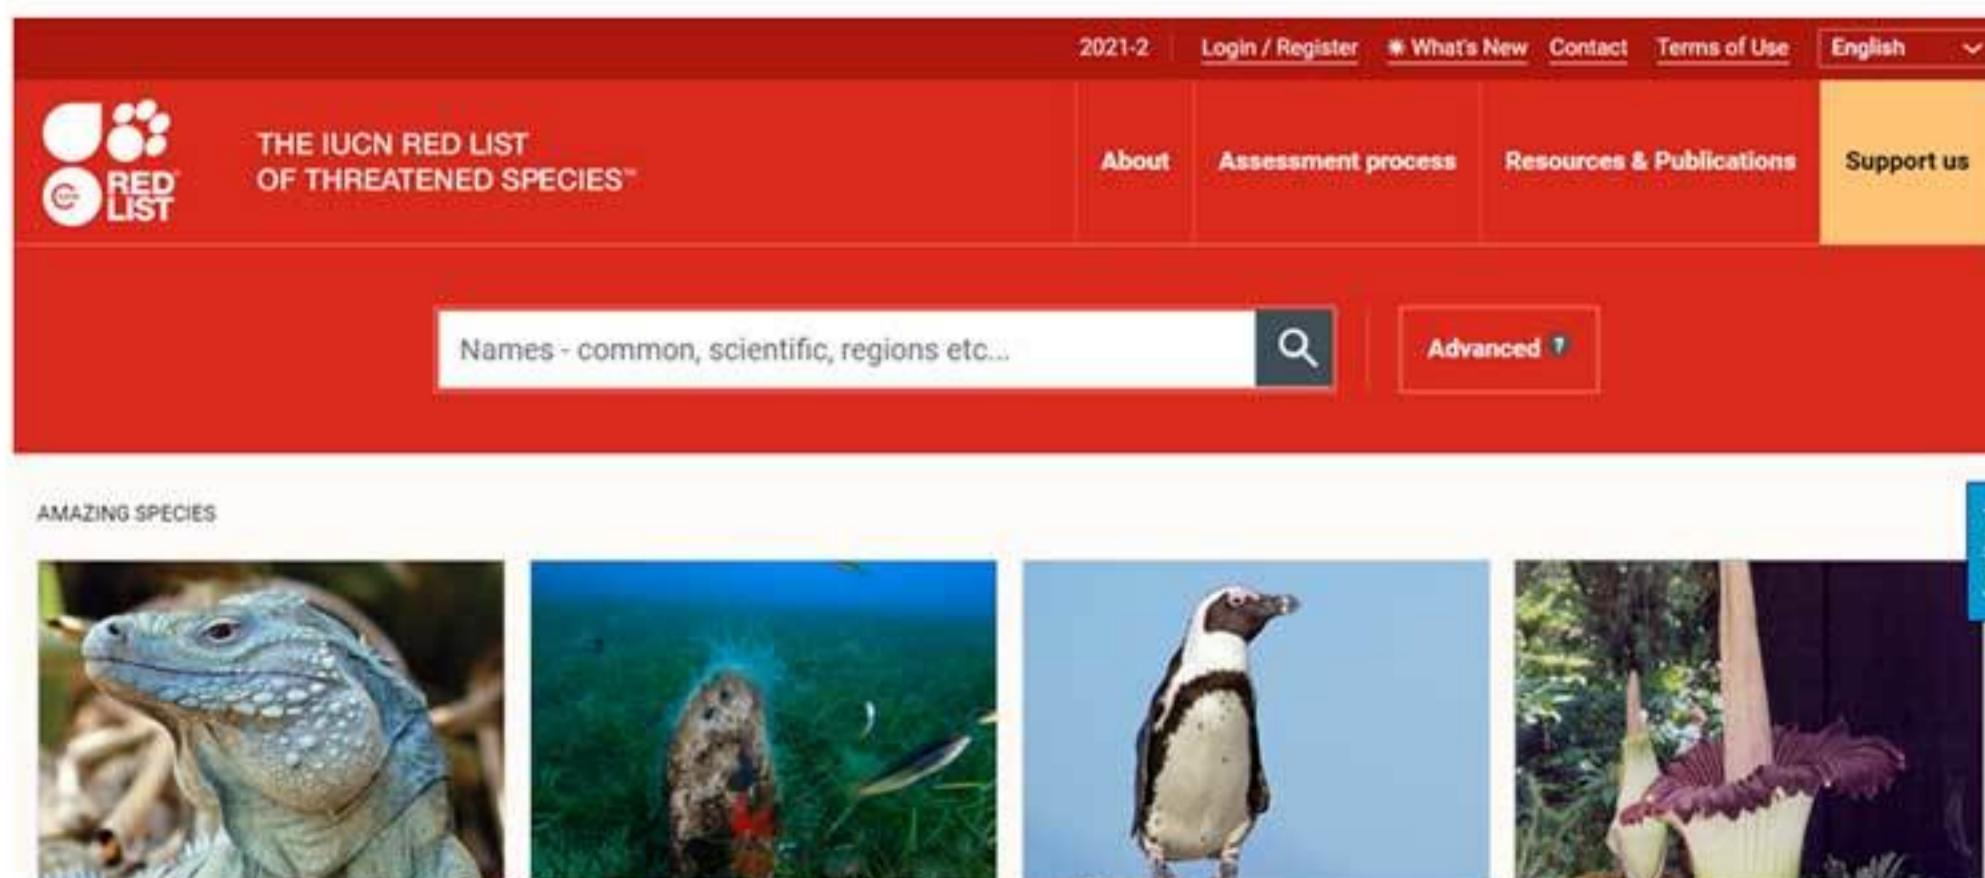 2021-2 Login / Register ✷ What's New Contact Terms of Use English
RED
LIST
THE IUCN RED LIST
OF THREATENED SPECIES™
About Assessment process Resources & Publications Support us
Names - common, scientific, regions etc...
Advanced ?
AMAZING SPECIES